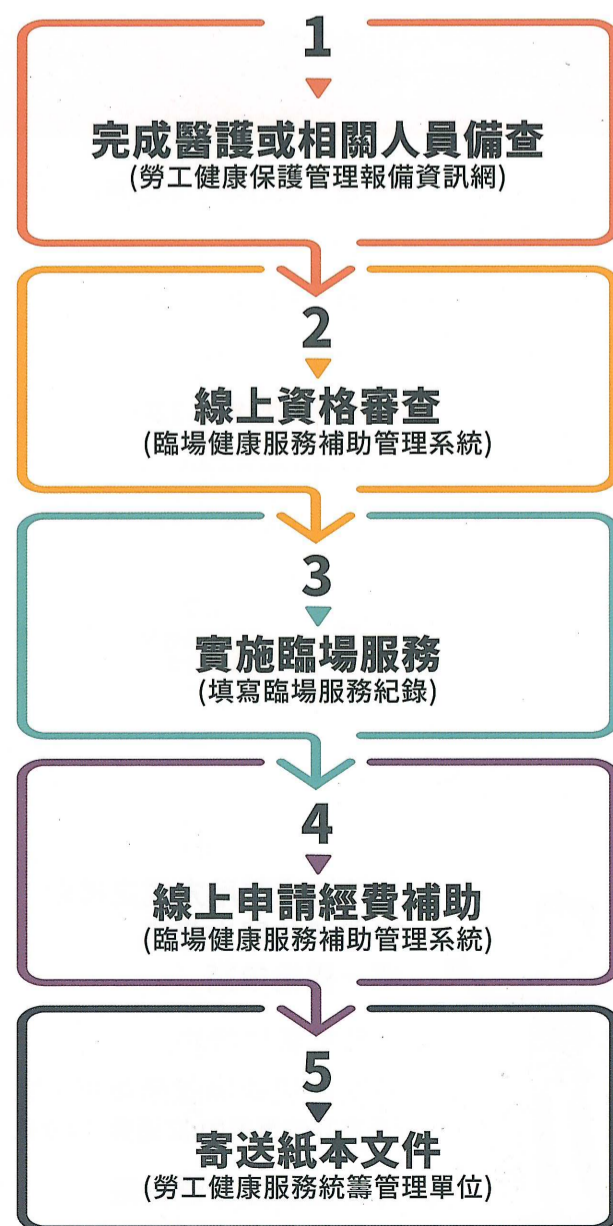 1
完成醫護或相關人員備查
(勞工健康保護管理報備資訊網)
2
線上資格審查
(臨場健康服務補助管理系統)
3
實施臨場服務
(填寫臨場服務紀錄)
4
線上申請經費補助
(臨場健康服務補助管理系統)
5
寄送紙本文件
(勞工健康服務統籌管理單位)